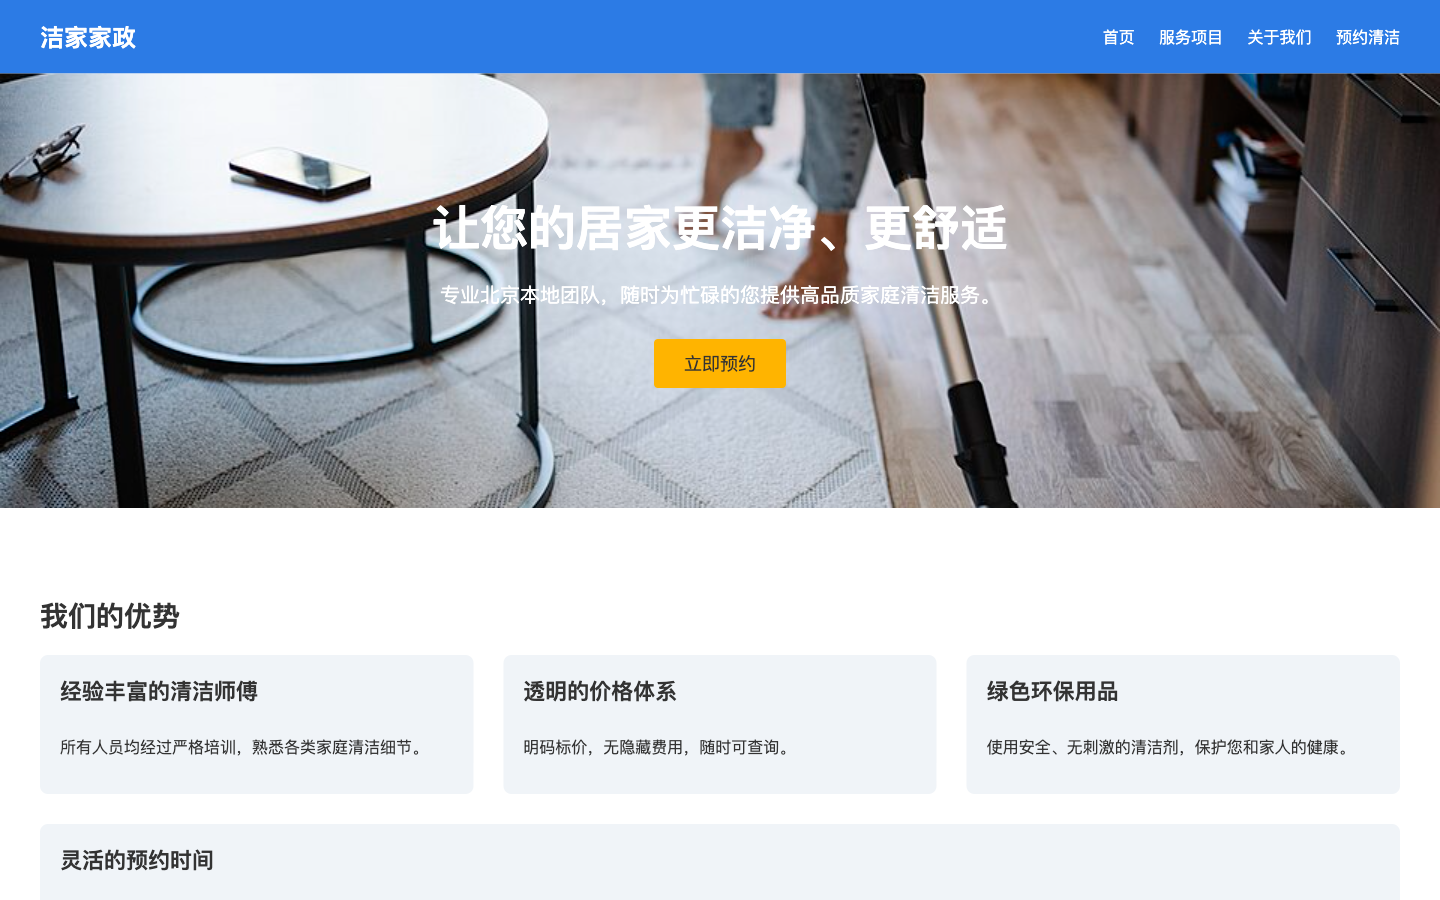 洁家家政
首页
服务项目
关于我们
预约清洁
让您的居家更洁净、更舒适
专业北京本地团队，随时为忙碌的您提供高品质家庭清洁服务。
立即预约
我们的优势
经验丰富的清洁师傅
所有人员均经过严格培训，熟悉各类家庭清洁细节。
透明的价格体系
明码标价，无隐藏费用，随时可查询。
绿色环保用品
使用安全、无刺激的清洁剂，保护您和家人的健康。
灵活的预约时间